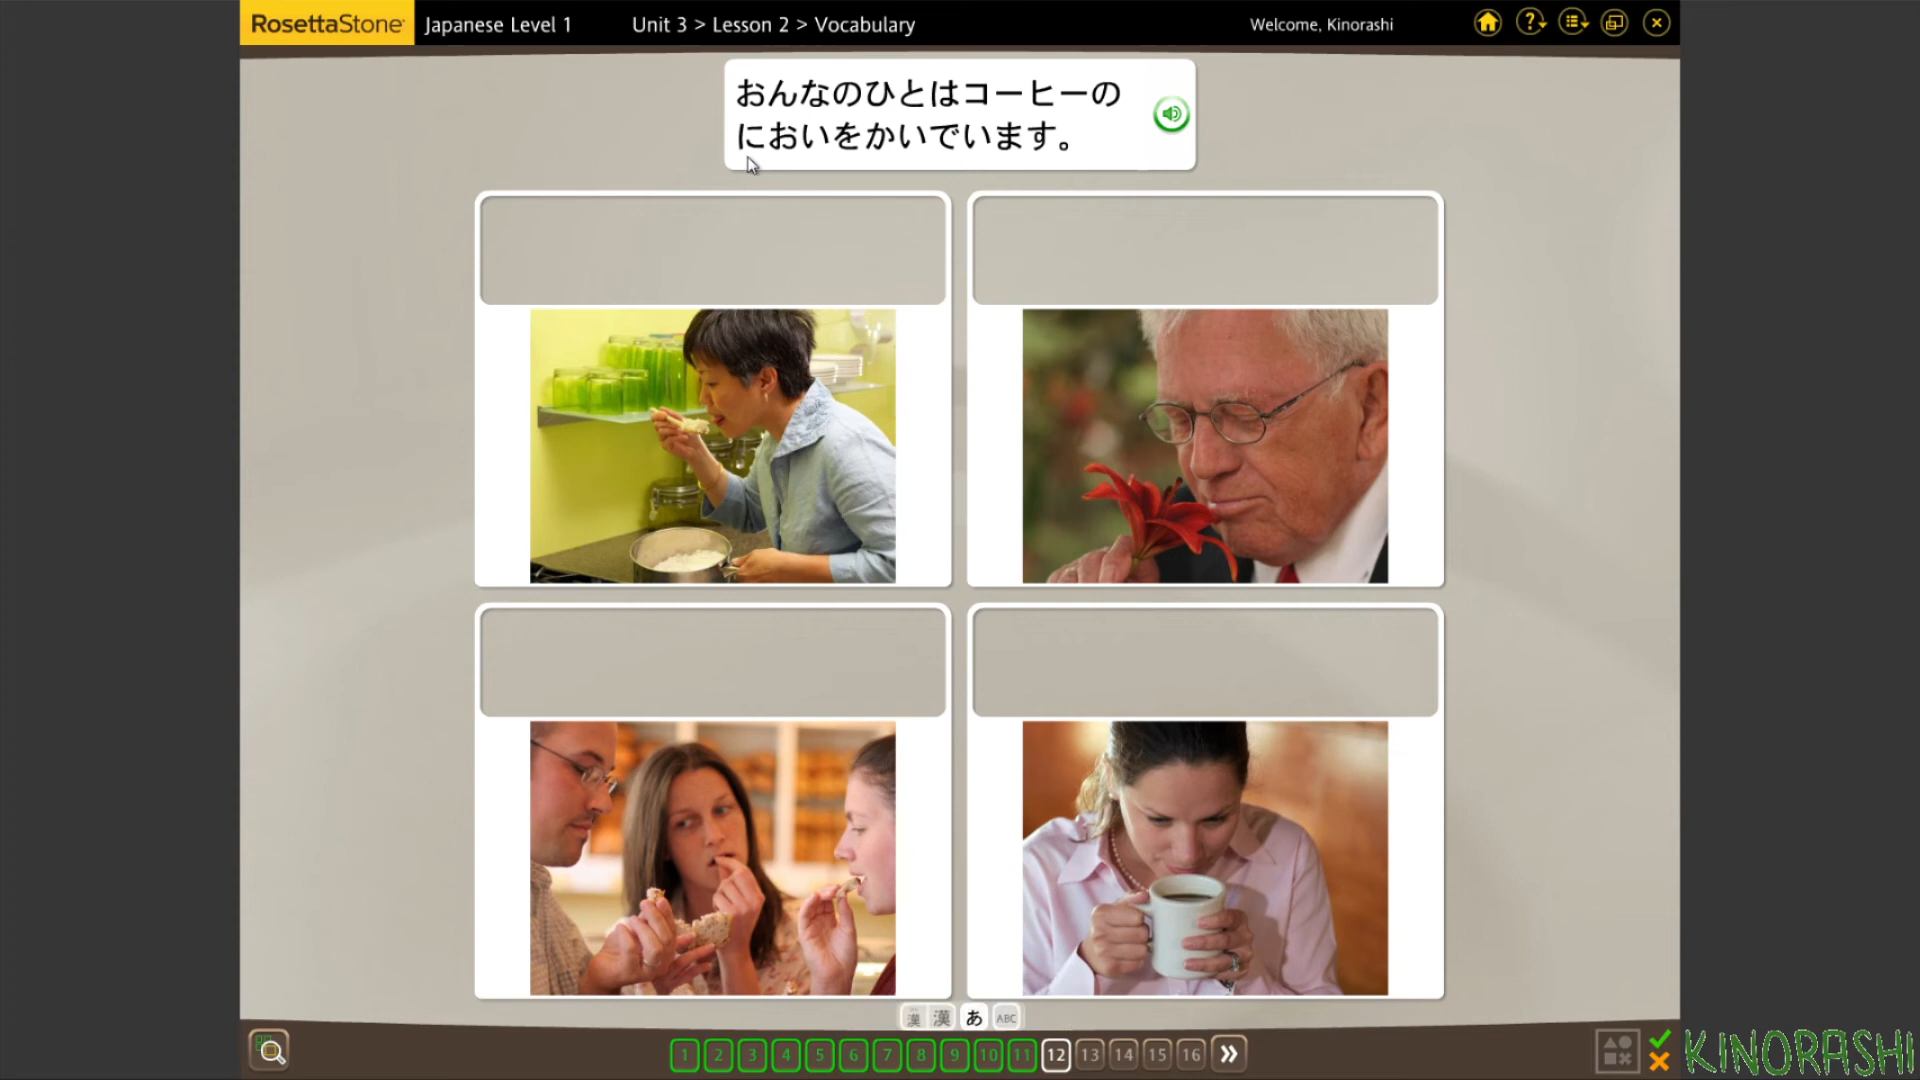 RosettaStone
Japanese Level 1
Unit 3 > Lesson 2 > Vocabulary
Welcome, Kinorashi
おんなのひとはコーヒーの
においをかいでいます。
漢 漢 あ ABC
1 2 3 4 5 6 7 8 9 10 11 12 13 14 15 16
KINORASHI